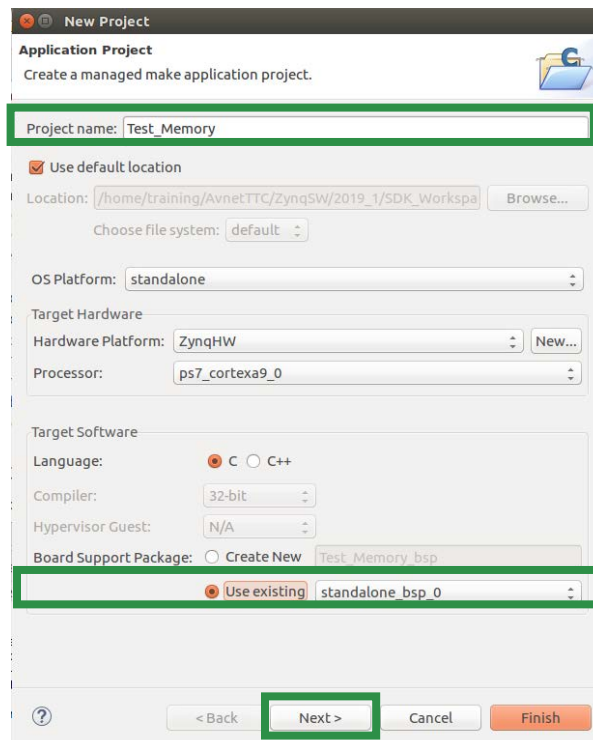 New Project
Application Project
Create a managed make application project.
Project name: Test_Memory
Use default location
Location: /home/training/AvnetTTC/ZynqSW/2019_1/SDK_Workspa Browse...
Choose file system: default
OS Platform: standalone
Target Hardware
Hardware Platform: ZynqHW New...
Processor: ps7_cortexa9_0
Target Software
Language: C C++
Compiler: 32-bit
Hypervisor Guest: N/A
Board Support Package: Create New Test_Memory_bsp
Use existing standalone_bsp_0
? < Back Next > Cancel Finish